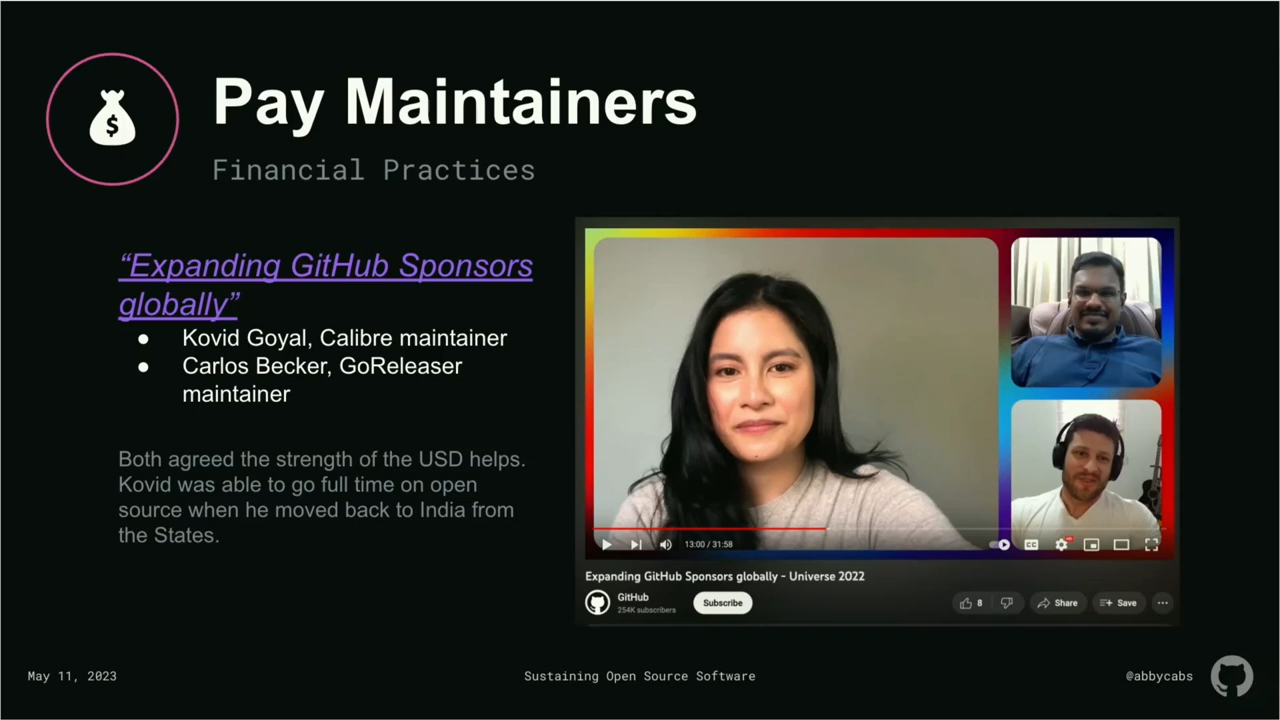 Pay Maintainers
Financial Practices
“Expanding GitHub Sponsors
globally”
● Kovid Goyal, Calibre maintainer
● Carlos Becker, GoReleaser
maintainer
Both agreed the strength of the USD helps.
Kovid was able to go full time on open
source when he moved back to India from
the States.
13:00 / 31:58
CC
HD
Expanding GitHub Sponsors globally - Universe 2022
GitHub
254K subscribers
Subscribe
8
Share
Save
May 11, 2023
Sustaining Open Source Software
@abbycabs